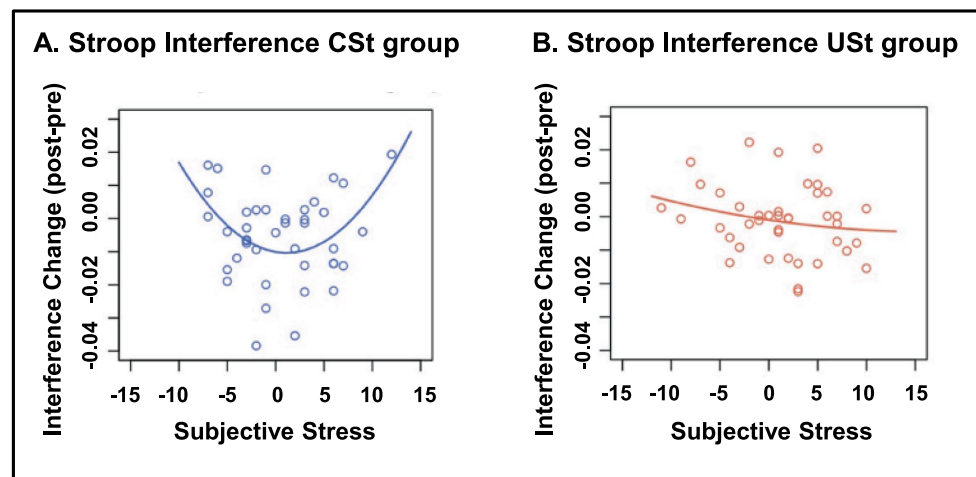 A. Stroop Interference CSt group
B. Stroop Interference USt group
Interference Change (post-pre)
0.02
0.00
-0.02
-0.04
-15 -10 -5 0 5 10 15
Subjective Stress
Interference Change (post-pre)
0.02
0.00
-0.02
-0.04
-15 -10 -5 0 5 10 15
Subjective Stress